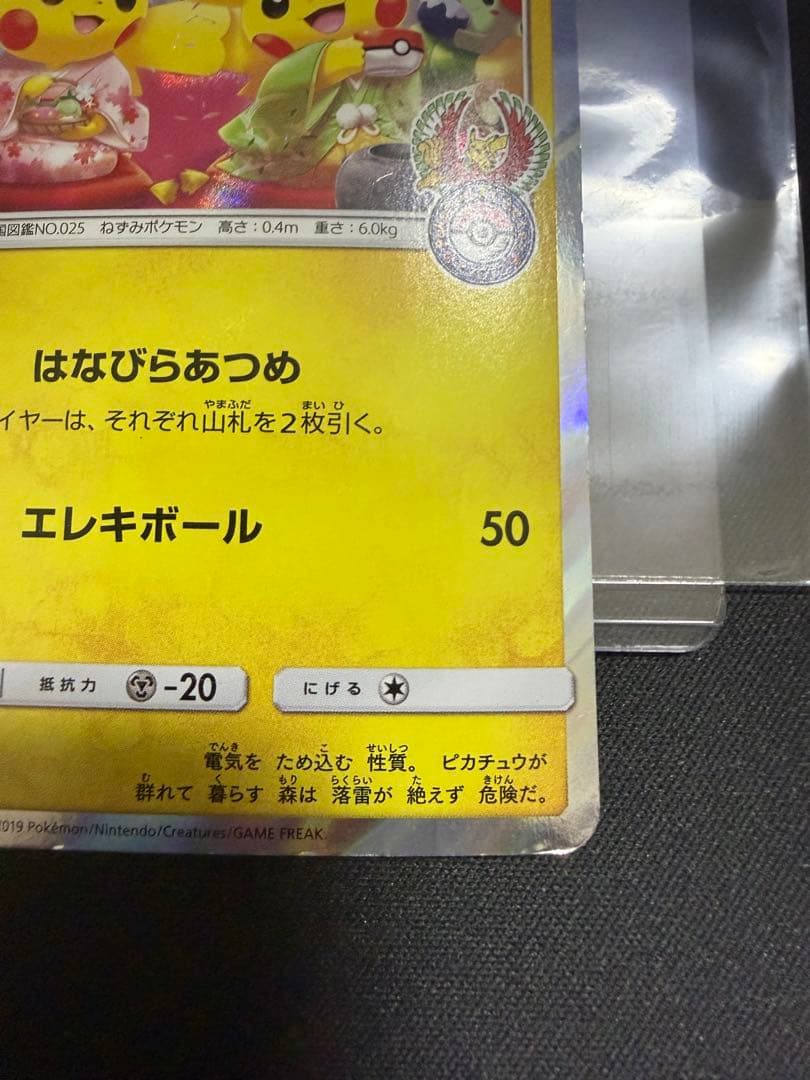 国図鑑NO.025 ねずみポケモン 高さ:0.4m 重さ:6.0kg
はなびらあつめ
イヤーは、それぞれ山札を2枚引く。
エレキボール 50
抵抗力 -20 にげる
電気を ため込む 性質。 ピカチュウが
群れて 暮らす 森は 落雷が 絶えず 危険だ。
2019 Pokémon/Nintendo/Creatures/GAME FREAK.